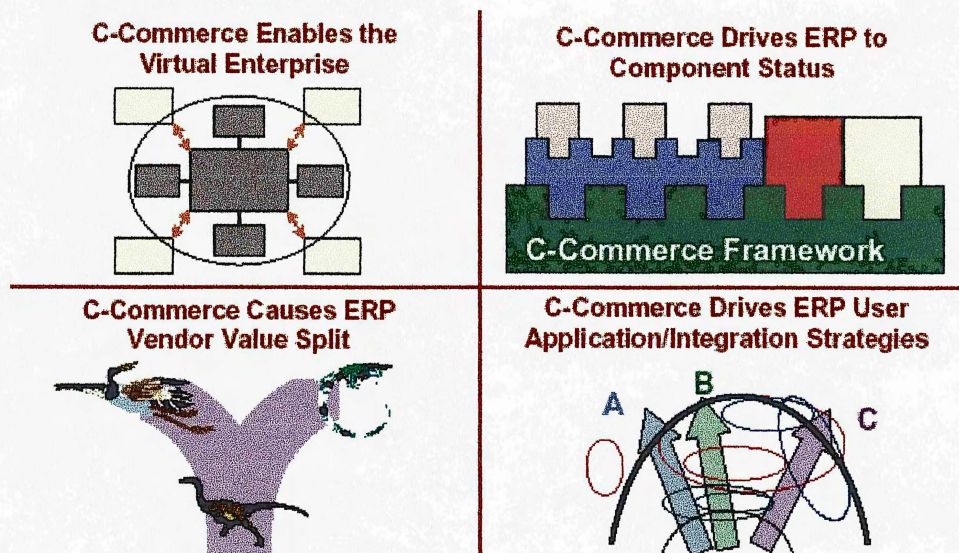 C-Commerce Enables the
Virtual Enterprise
C-Commerce Drives ERP to
Component Status
C-Commerce Framework
C-Commerce Causes ERP
Vendor Value Split
C-Commerce Drives ERP User
Application/Integration Strategies
A
B
C